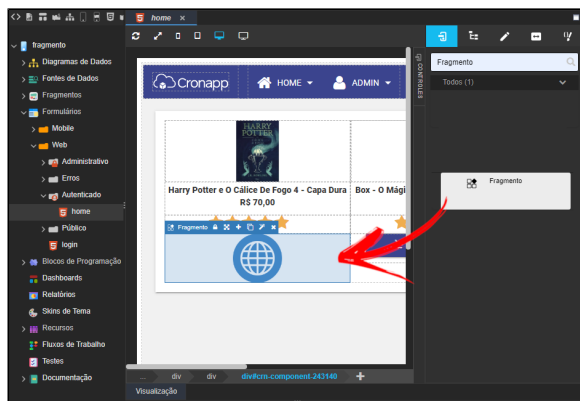 home ×
fragmento
Diagramas de Dados
Fontes de Dados
Fragmentos
Formulários
Mobile
Web
Administrativo
Erros
Autenticado
home
Público
login
Blocos de Programação
Dashboards
Relatórios
Skins de Tema
Recursos
Fluxos de Trabalho
Testes
Documentação
Cronapp
HOME
ADMIN
HARRY
POTTER
Harry Potter e O Cálice De Fogo 4 - Capa Dura
R$ 70,00
Box - O Mági
Fragmento
... div div div#crn-component-243140
Visualização
CONTROLES
Fragmento
Todos (1)
Fragmento